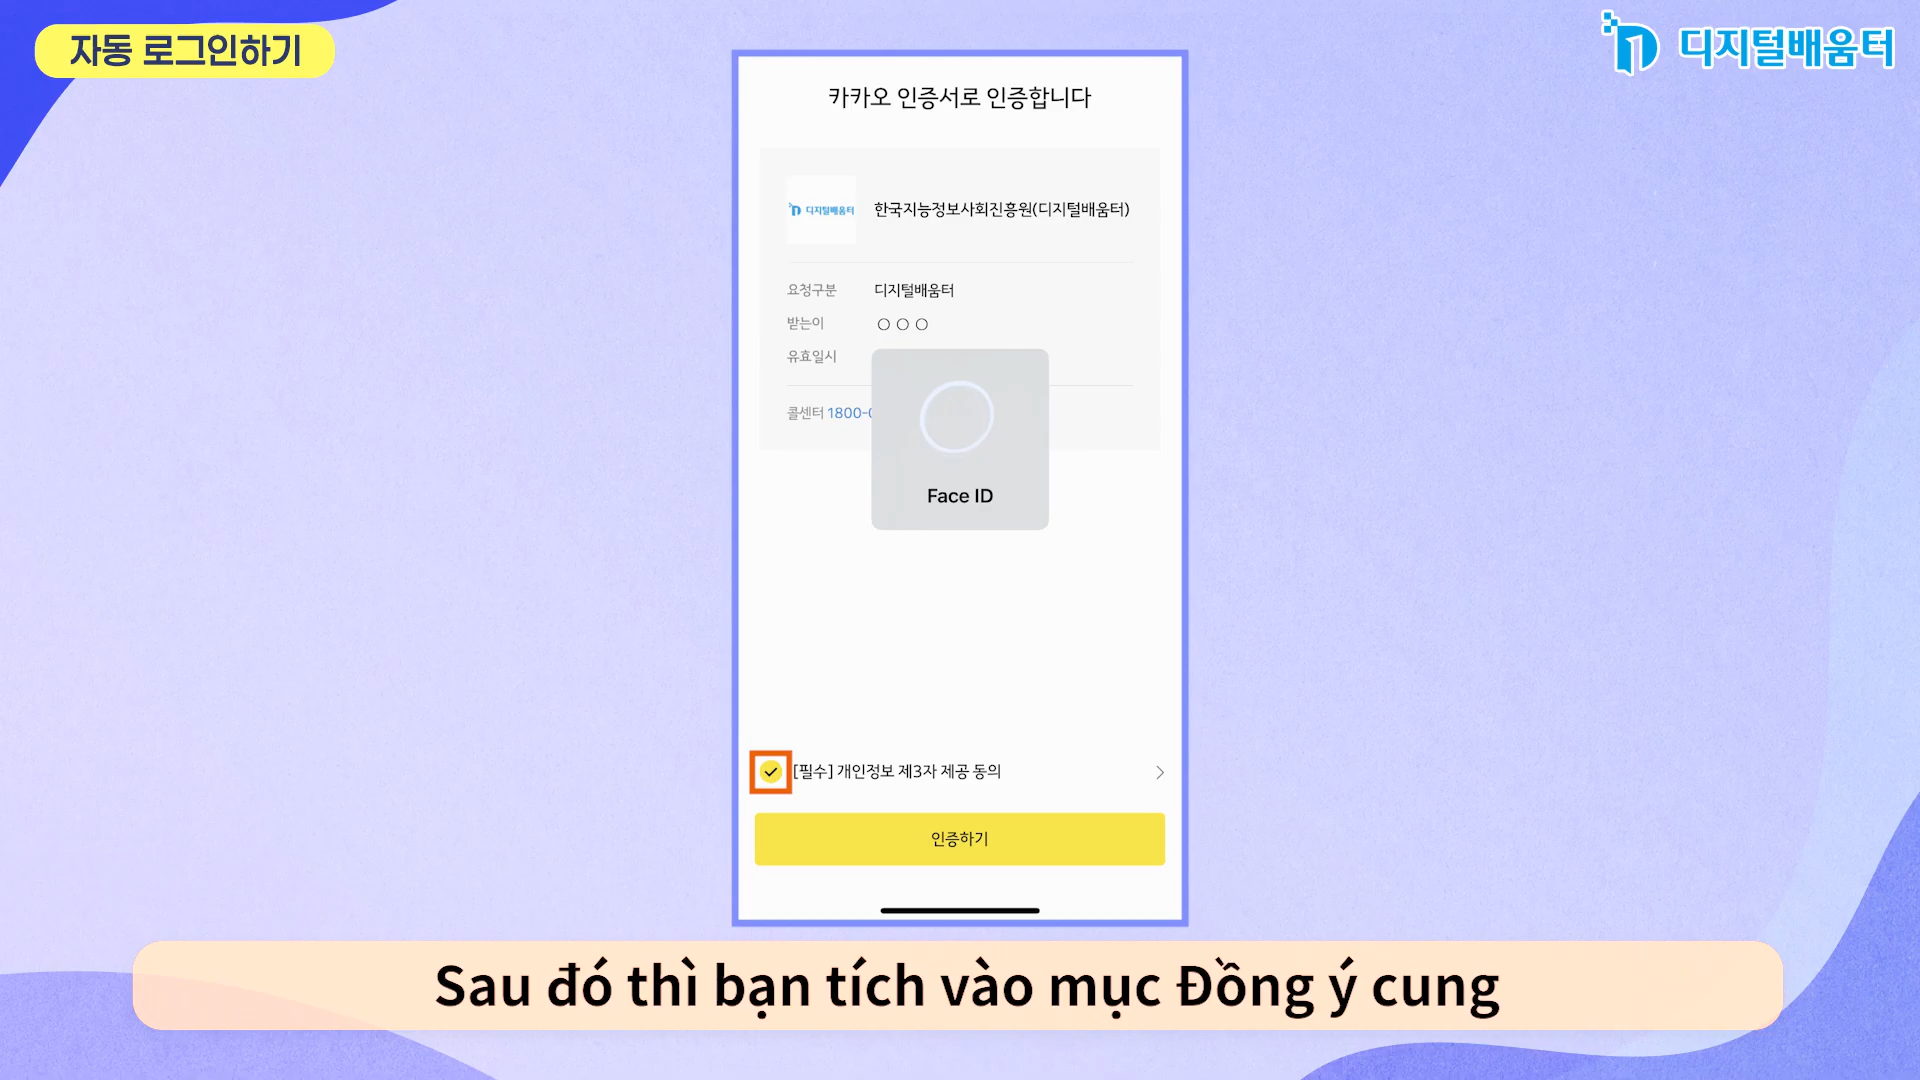 자동 로그인하기
디지털배움터
카카오 인증서로 인증합니다
디지털배움터
한국지능정보사회진흥원(디지털배움터)
요청구분 디지털배움터
받는이 ○ ○ ○
유효일시
콜센터 1800-0
Face ID
[필수] 개인정보 제3자 제공 동의
인증하기
Sau đó thì bạn tích vào mục Đồng ý cung